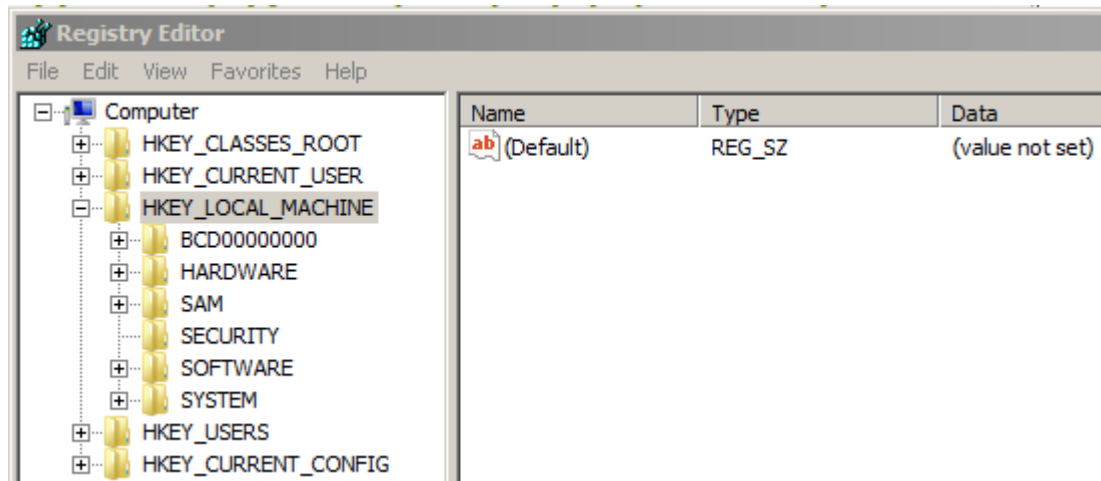 Registry Editor
File Edit View Favorites Help
Computer
HKEY_CLASSES_ROOT
HKEY_CURRENT_USER
HKEY_LOCAL_MACHINE
BCD00000000
HARDWARE
SAM
SECURITY
SOFTWARE
SYSTEM
HKEY_USERS
HKEY_CURRENT_CONFIG
Name Type Data
ab (Default) REG_SZ (value not set)